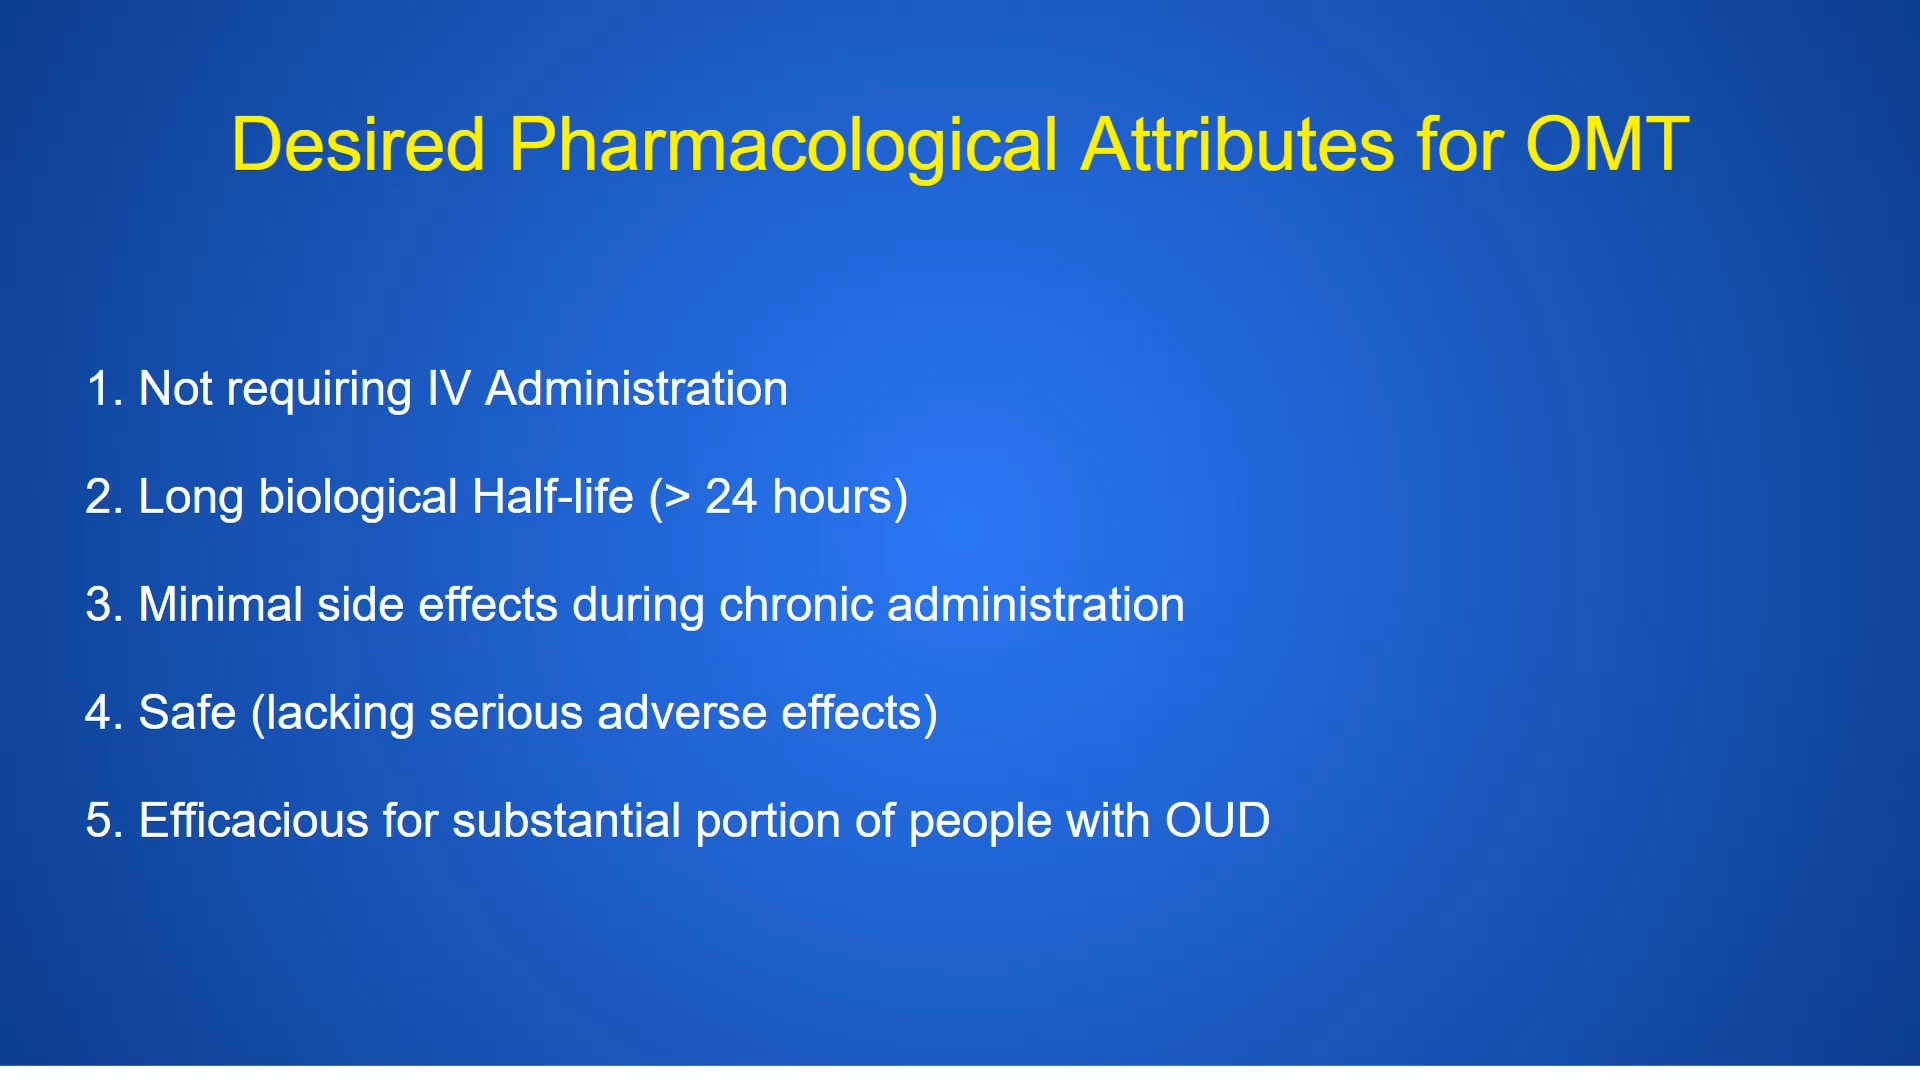 Desired Pharmacological Attributes for OMT
1. Not requiring IV Administration
2. Long biological Half-life (> 24 hours)
3. Minimal side effects during chronic administration
4. Safe (lacking serious adverse effects)
5. Efficacious for substantial portion of people with OUD